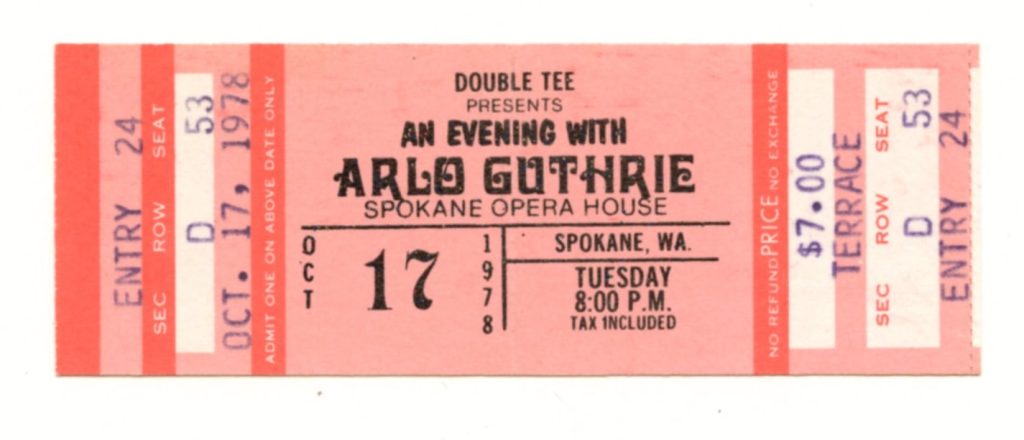 ENTRY 24
SEC ROW SEAT
D 53
OCT. 17, 1978
ADMIT ONE ON ABOVE DATE ONLY
DOUBLE TEE
PRESENTS
AN EVENING WITH
ARLO GUTHRIE
SPOKANE OPERA HOUSE
OCT
17
1978
SPOKANE, WA.
TUESDAY
8:00 P.M.
TAX INCLUDED
NO REFUND PRICE NO EXCHANGE
$7.00
TERRACE
SEC ROW SEAT
D 53
ENTRY 24